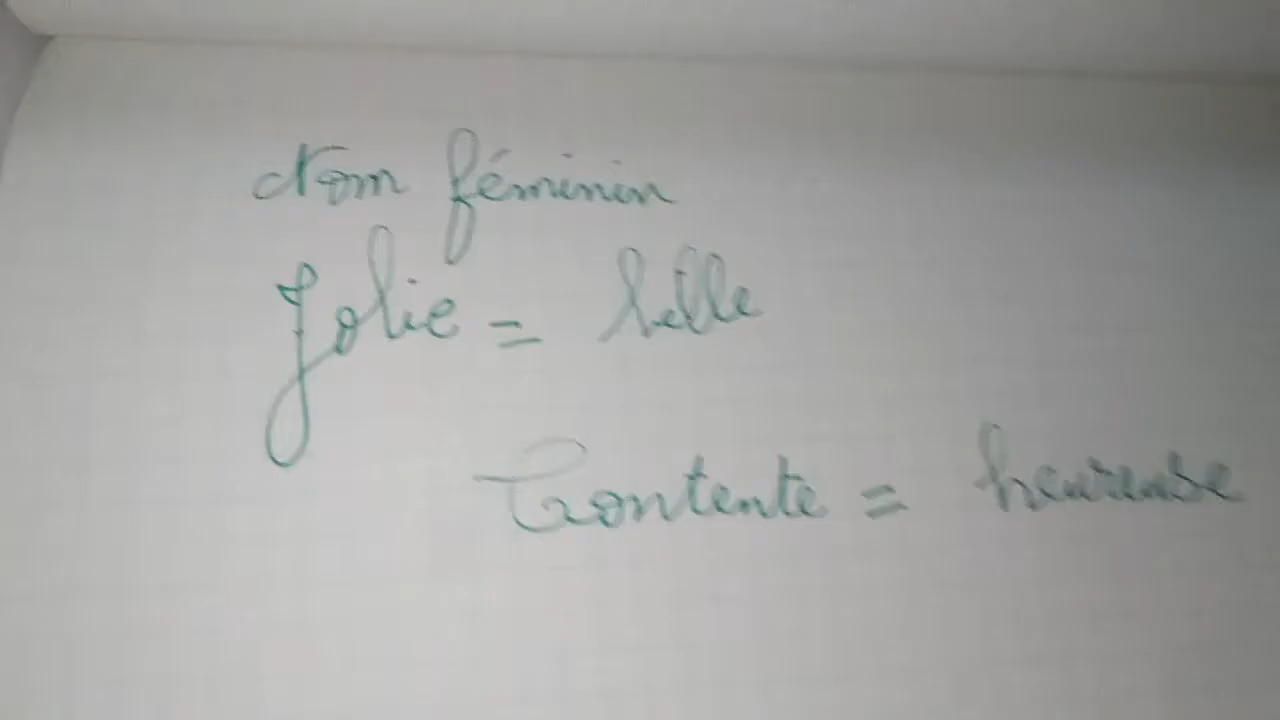 Nom féminin
Jolie = belle
Contente = heureuse